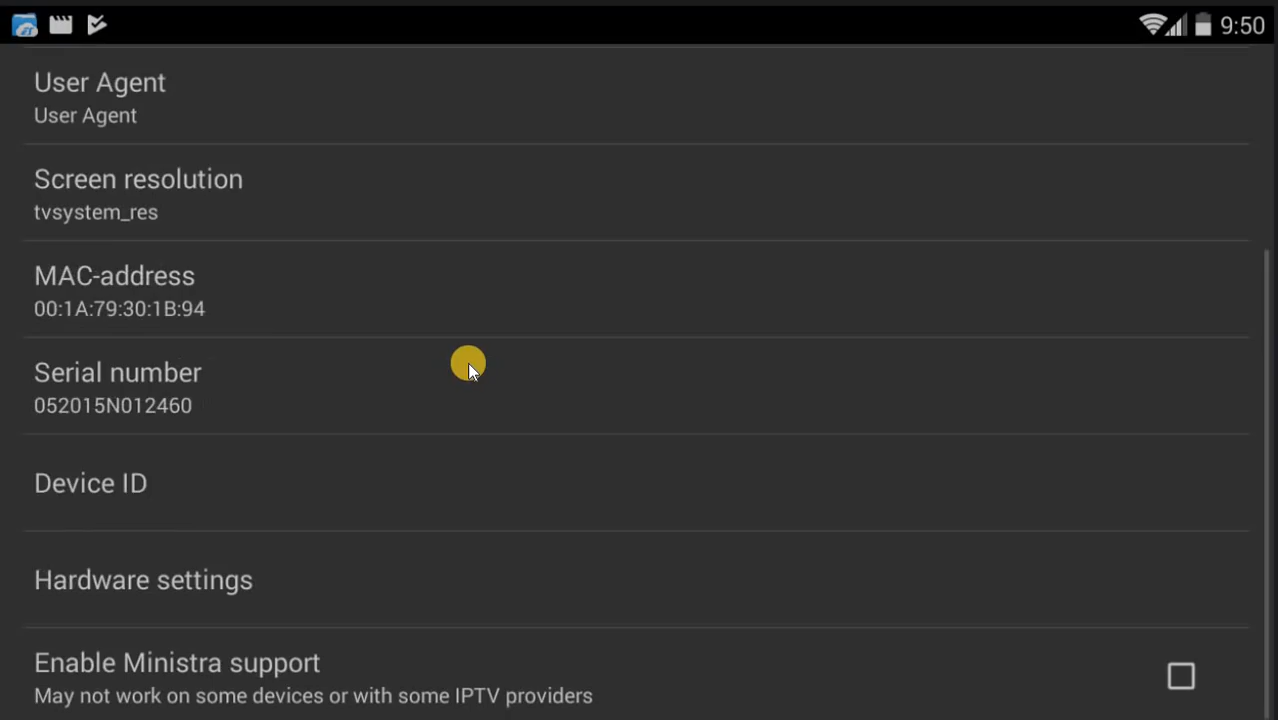 9:50
User Agent
User Agent
Screen resolution
tvsystem_res
MAC-address
00:1A:79:30:1B:94
Serial number
052015N012460
Device ID
Hardware settings
Enable Ministra support
May not work on some devices or with some IPTV providers